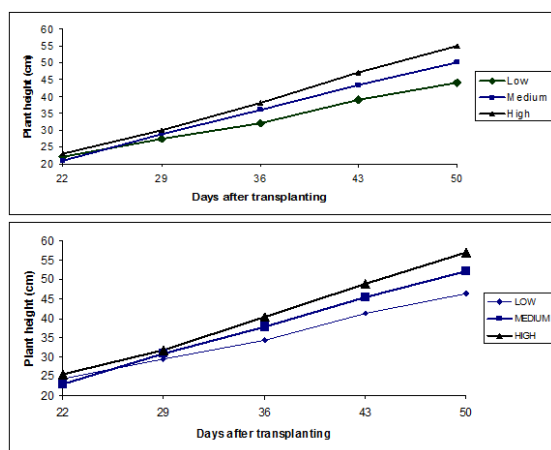 60
55
50
45
40
35
30
25
20
Plant height (cm)
22 29 36 43 50
Days after transplanting
Low
Medium
High
60
55
50
45
40
35
30
25
20
Plant height (cm)
22 29 36 43 50
Days after transplanting
LOW
MEDIUM
HIGH